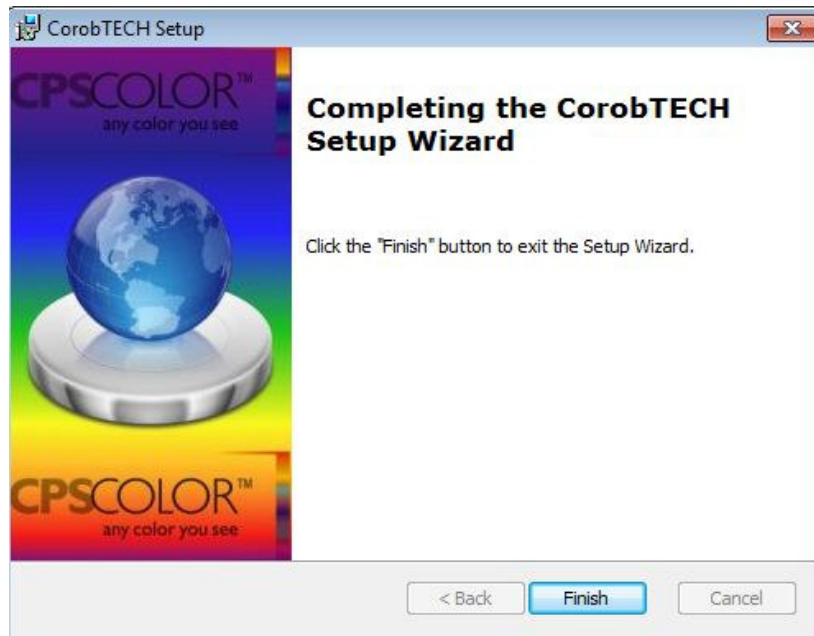 CorobTECH Setup
CPSCOLOR™
any color you see
Completing the CorobTECH
Setup Wizard
Click the "Finish" button to exit the Setup Wizard.
CPSCOLOR™
any color you see
< Back
Finish
Cancel